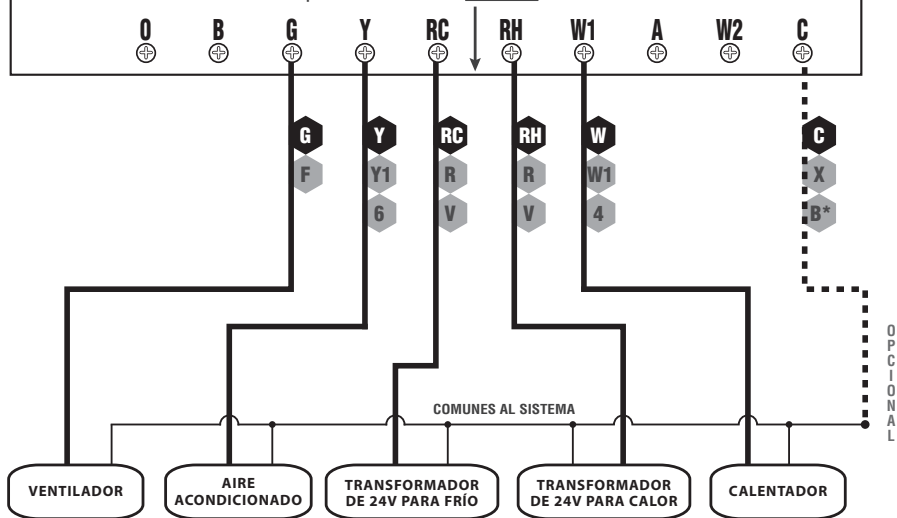 O B G Y RC RH W1 A W2 C
G Y RC RH W C
F Y1 R R W1 X
6 V V 4 B*
OPCIONAL
COMUNES AL SISTEMA
VENTILADOR
AIRE
ACONDICIONADO
TRANSFORMADOR
DE 24V PARA FRÍO
TRANSFORMADOR
DE 24V PARA CALOR
CALENTADOR